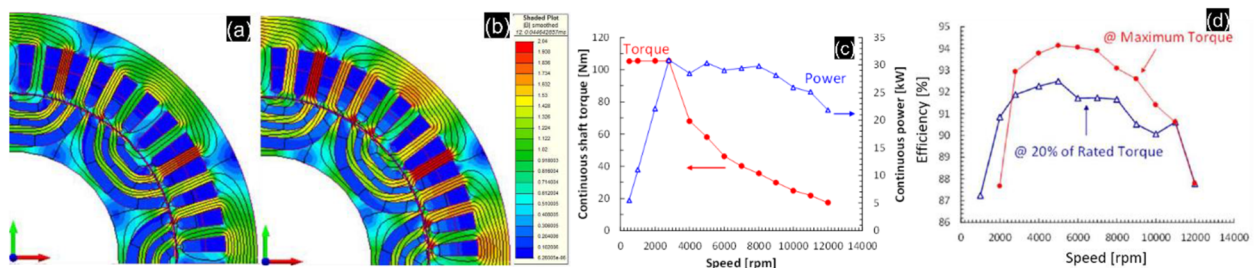 (a)
(b)
Shaded Plot
|B| smoothed
2.04
1.836
1.734
1.632
1.53
1.428
1.326
1.224
1.122
1.02
(c)
Torque
Power
Continuous shaft torque [Nm]
120
100
80
60
40
20
0
Continuous power [kW]
35
30
25
20
15
10
5
0
0 2000 4000 6000 8000 10000 12000 14000
Speed [rpm]
(d)
@ Maximum Torque
@ 20% of Rated Torque
Efficiency [%]
95
94
93
92
91
90
89
88
87
86
0 2000 4000 6000 8000 10000 12000 14000
Speed [rpm]